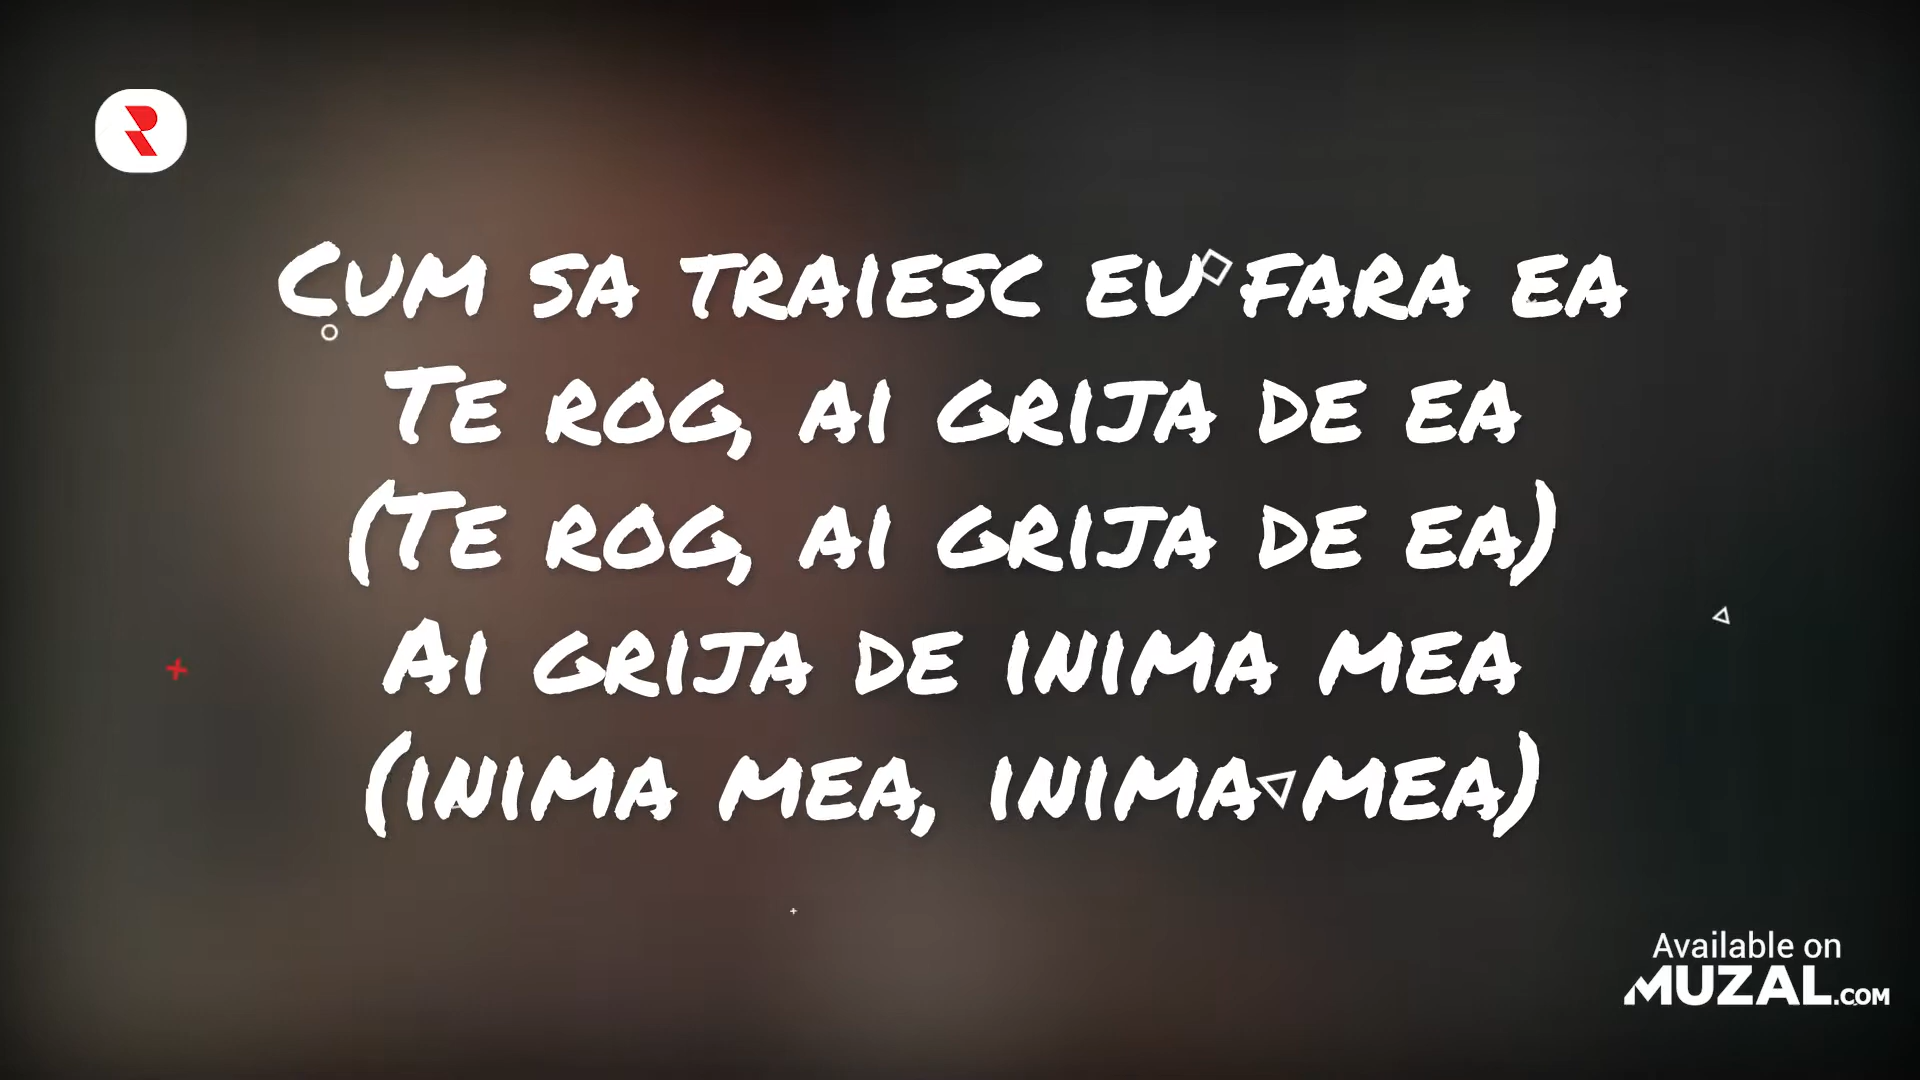 Cum sa traiesc eu fara ea
Te rog, ai grija de ea
(Te rog, ai grija de ea)
Ai grija de inima mea
(inima mea, inima mea)
Available on
MUZAL.COM